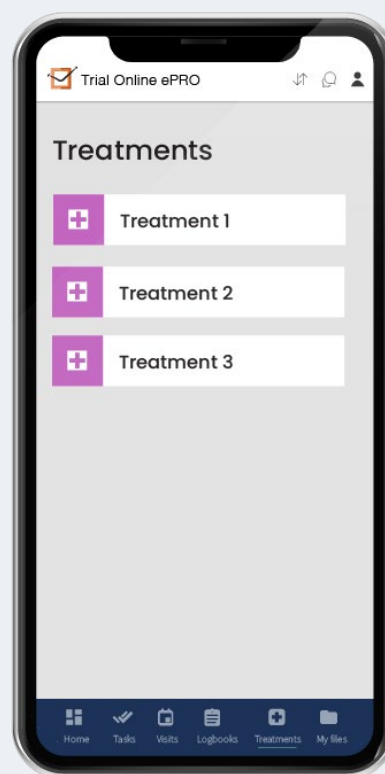 Trial Online ePRO
Treatments
Treatment 1
Treatment 2
Treatment 3
Home Tasks Visits Logbooks Treatments My files